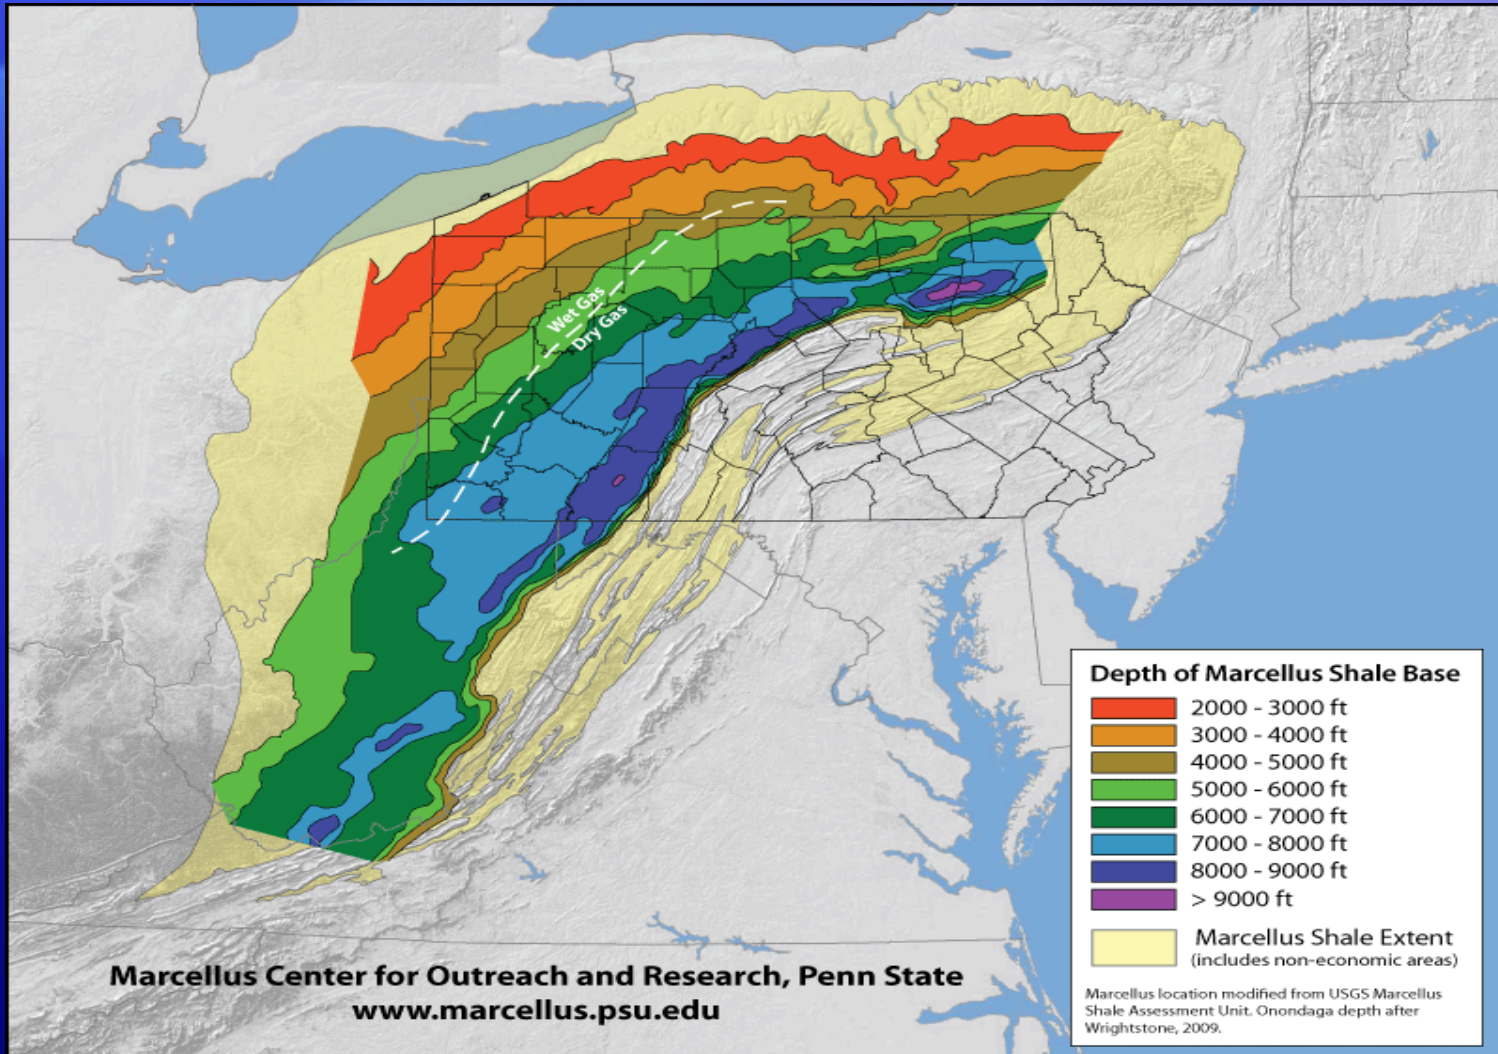 Wet Gas
Dry Gas
Depth of Marcellus Shale Base
2000 - 3000 ft
3000 - 4000 ft
4000 - 5000 ft
5000 - 6000 ft
6000 - 7000 ft
7000 - 8000 ft
8000 - 9000 ft
> 9000 ft
Marcellus Shale Extent
(includes non-economic areas)
Marcellus location modified from USGS Marcellus
Shale Assessment Unit. Onondaga depth after
Wrightstone, 2009.
Marcellus Center for Outreach and Research, Penn State
www.marcellus.psu.edu